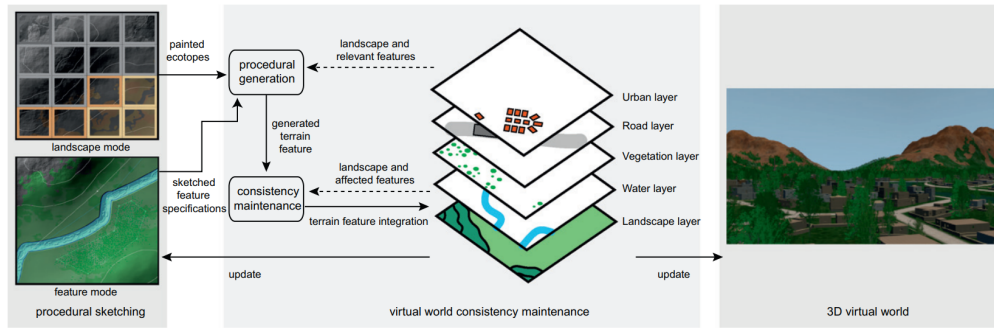 landscape mode
feature mode
procedural sketching
painted
ecotopes
sketched
feature
specifications
procedural
generation
landscape and
relevant features
generated
terrain
feature
consistency
maintenance
landscape and
affected features
terrain feature integration
update
Urban layer
Road layer
Vegetation layer
Water layer
Landscape layer
update
virtual world consistency maintenance
3D virtual world